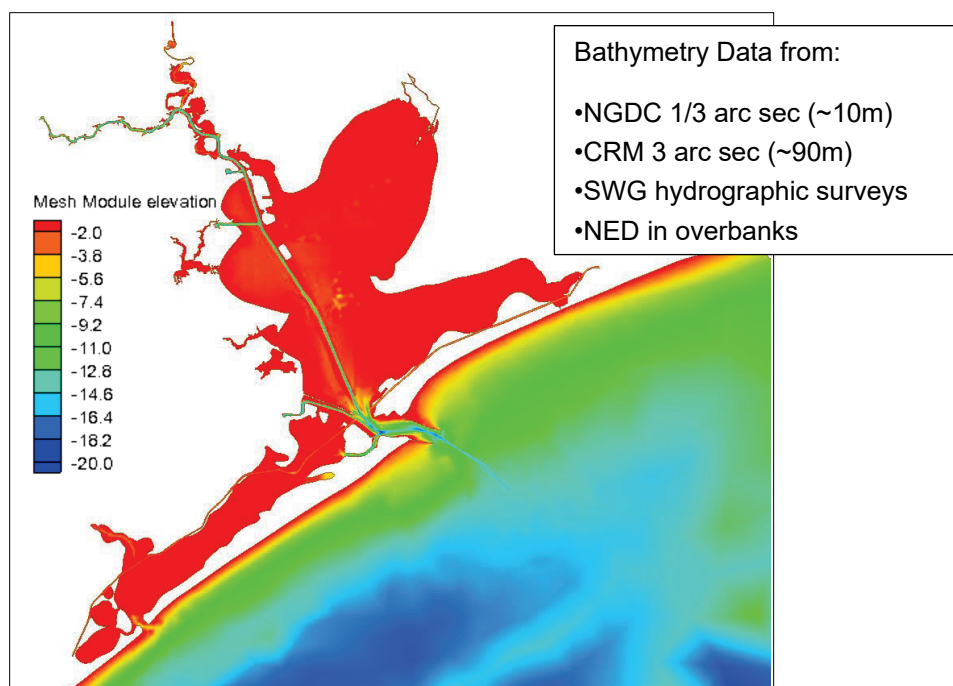 Bathymetry Data from:
•NGDC 1/3 arc sec (~10m)
•CRM 3 arc sec (~90m)
•SWG hydrographic surveys
•NED in overbanks
Mesh Module elevation
-2.0
-3.8
-5.6
-7.4
-9.2
-11.0
-12.8
-14.6
-16.4
-18.2
-20.0